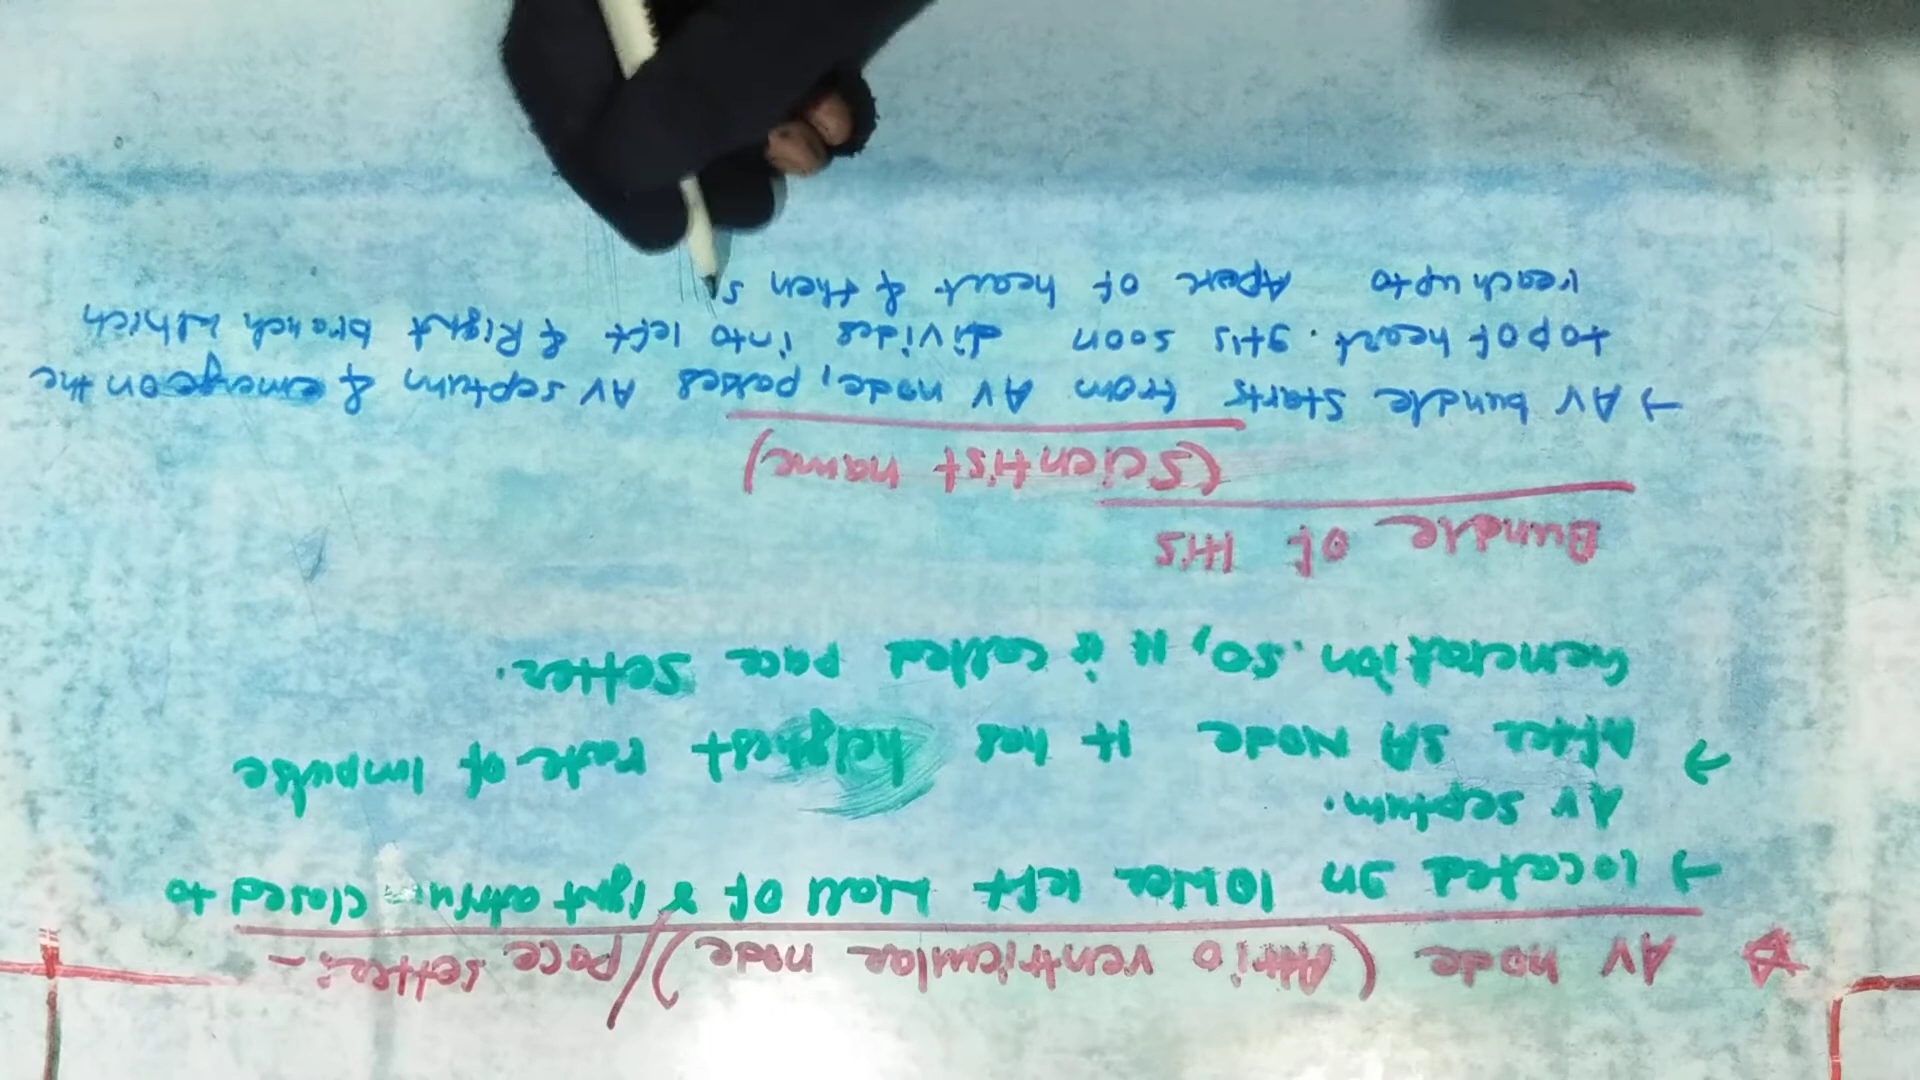 ☆ AV node (Atrio ventricular node)/pace setter:-
→ located In lower left wall of right atrium closed to
AV septum.
→ After SA Node it has heighest rate of Impulse
Generation. So, it is called pace setter.
Bundle of His
(Scientist name)
→ AV bundle starts from AV node, passes AV septum & emerge on the
top of heart. It is soon divides into left & Right branch which
reach upto Apex of heart & then s